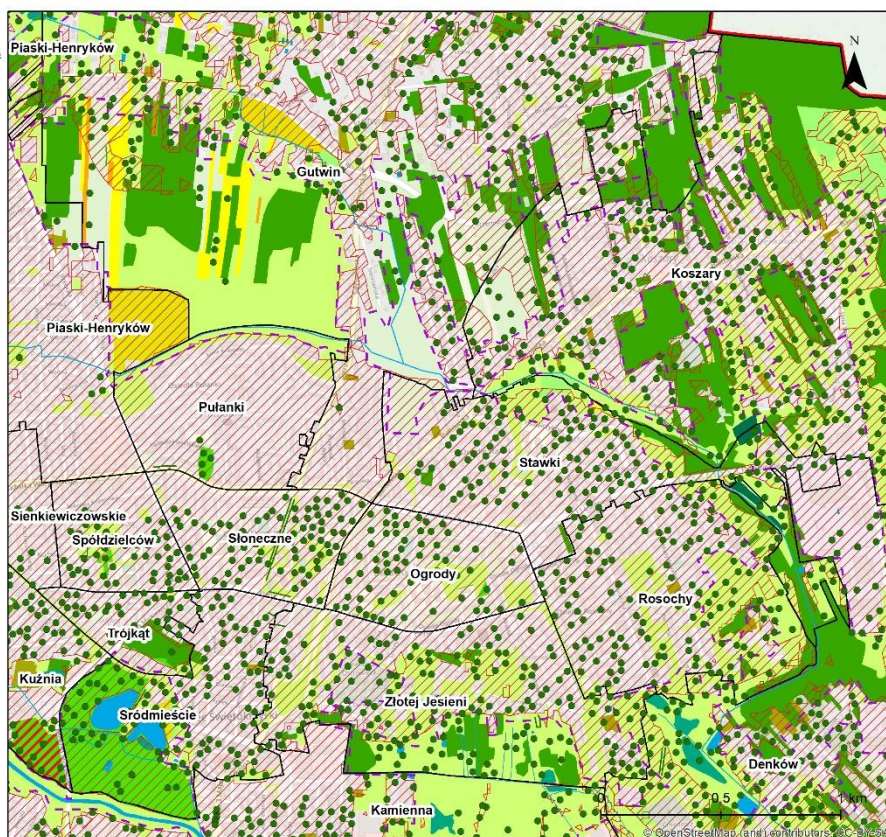 Piaski-Henryków
N
Gutwin
Koszary
Piaski-Henryków
Pułanki
Stawki
Sienkiewiczowskie
Spółdzielców
Słoneczne
Ogrody
Rosochy
Trójkąt
Kuźnia
Śródmieście
Złotej Jesieni
Denków
Kamienna
0 0,5 1 km
© OpenStreetMap (and) contributors, CC-BY-SA